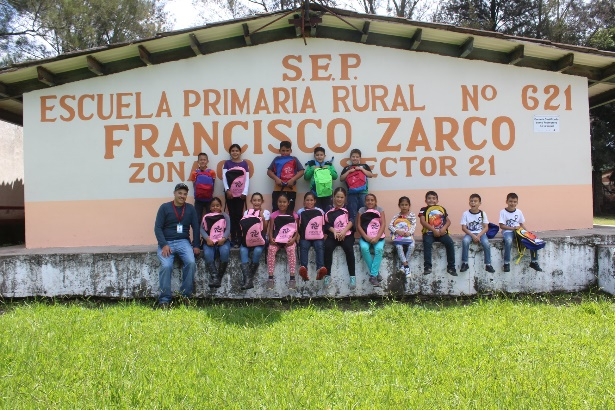 S.E.P.
ESCUELA PRIMARIA RURAL Nº 621
FRANCISCO ZARCO
ZONA SECTOR 21